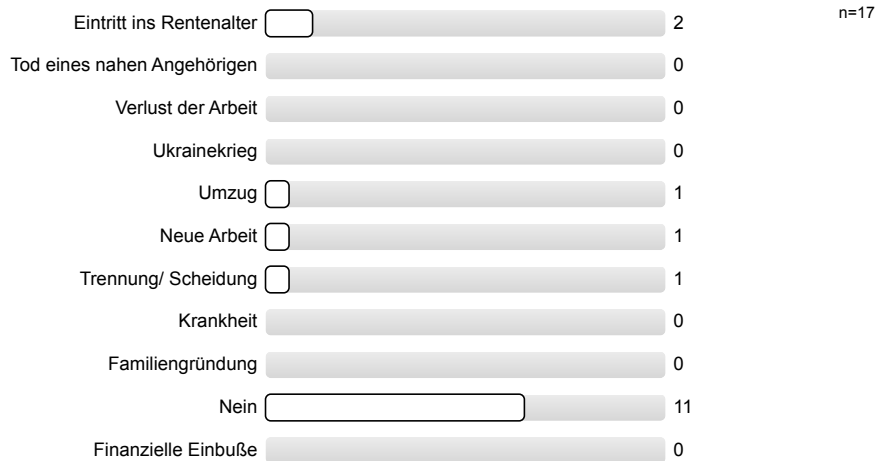 Eintritt ins Rentenalter 2 n=17
Tod eines nahen Angehörigen 0
Verlust der Arbeit 0
Ukrainekrieg 0
Umzug 1
Neue Arbeit 1
Trennung/ Scheidung 1
Krankheit 0
Familiengründung 0
Nein 11
Finanzielle Einbuße 0